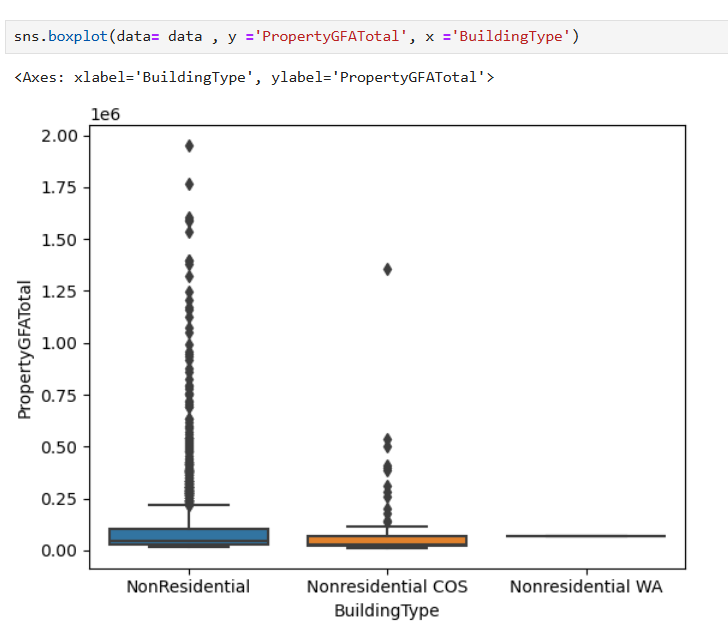 sns.boxplot(data= data , y ='PropertyGFATotal', x ='BuildingType')
<Axes: xlabel='BuildingType', ylabel='PropertyGFATotal'>
1e6
2.00
1.75
1.50
1.25
1.00
0.75
0.50
0.25
0.00
PropertyGFATotal
NonResidential Nonresidential COS Nonresidential WA
BuildingType